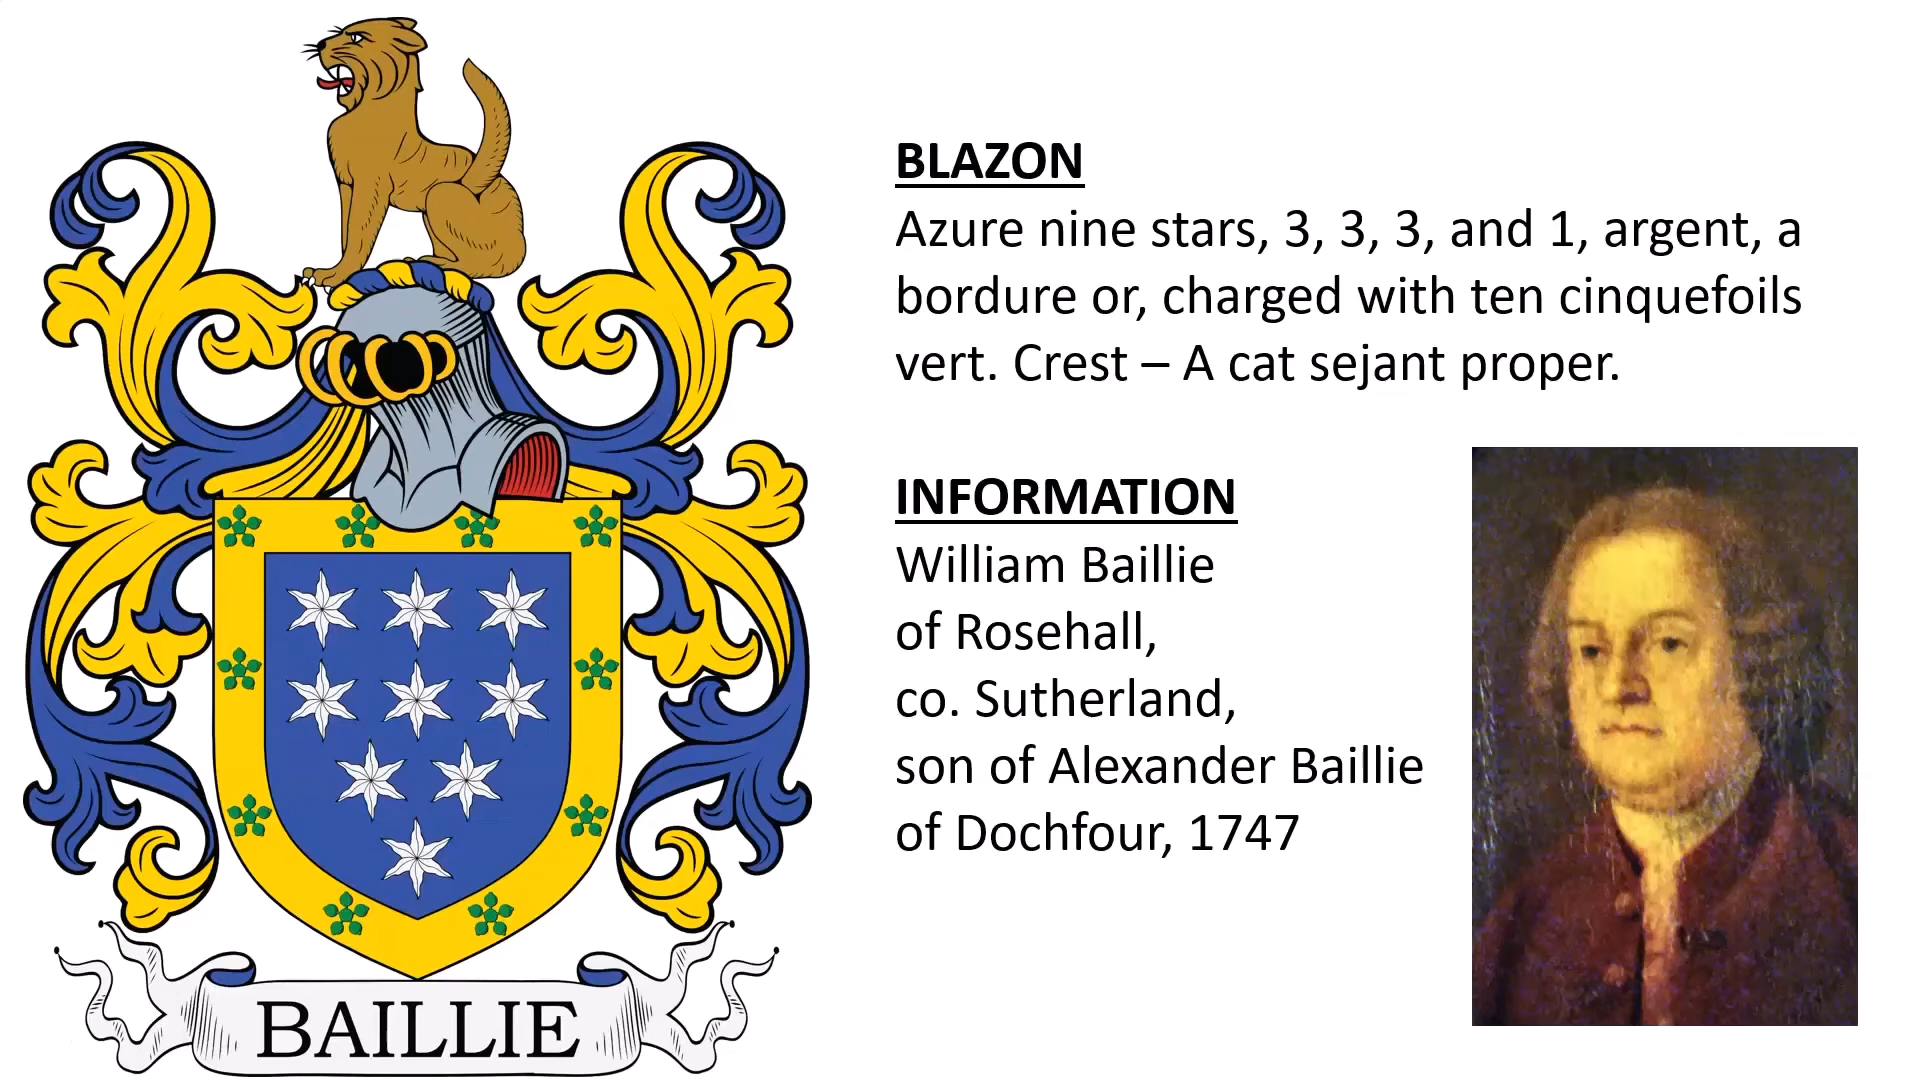 BLAZON
Azure nine stars, 3, 3, 3, and 1, argent, a
bordure or, charged with ten cinquefoils
vert. Crest – A cat sejant proper.
INFORMATION
William Baillie
of Rosehall,
co. Sutherland,
son of Alexander Baillie
of Dochfour, 1747
BAILLIE